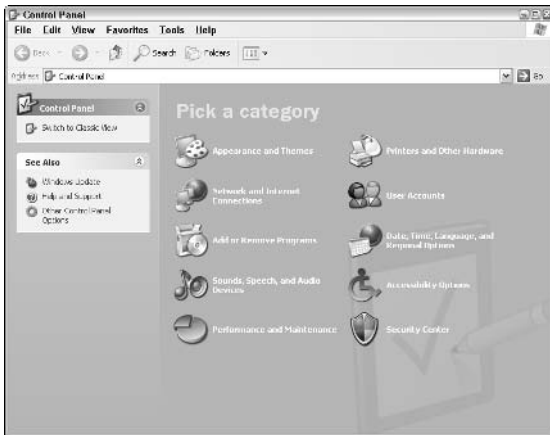 Control Panel
File Edit View Favorites Tools Help
Back Search Folders
Address Control Panel Go
Control Panel
Switch to Classic View
See Also
Windows Update
Help and Support
Other Control Panel
Options
Pick a category
Appearance and Themes
Printers and Other Hardware
Network and Internet
Connections
User Accounts
Add or Remove Programs
Date, Time, Language, and
Regional Options
Sounds, Speech, and Audio
Devices
Accessibility Options
Performance and Maintenance
Security Center